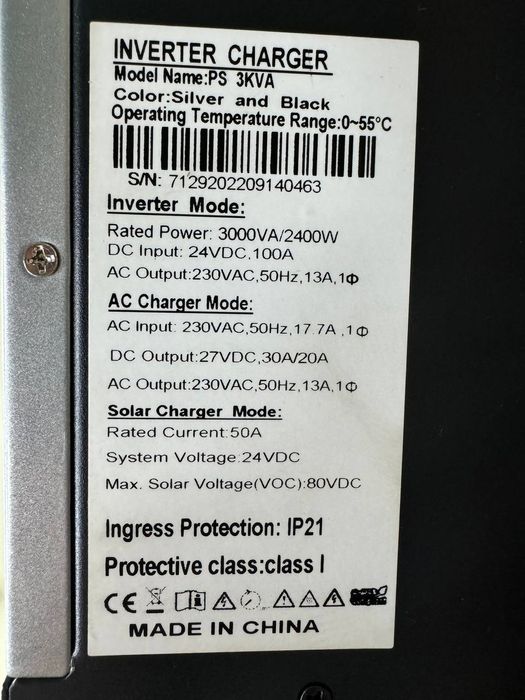 INVERTER CHARGER
Model Name:PS 3KVA
Color:Silver and Black
Operating Temperature Range:0~55°C
S/N: 7129202209140463
Inverter Mode:
Rated Power: 3000VA/2400W
DC Input: 24VDC,100A
AC Output:230VAC,50Hz,13A,1Φ
AC Charger Mode:
AC Input: 230VAC,50Hz,17.7A ,1Φ
DC Output:27VDC,30A/20A
AC Output:230VAC,50Hz,13A,1Φ
Solar Charger Mode:
Rated Current:50A
System Voltage:24VDC
Max. Solar Voltage(VOC):80VDC
Ingress Protection: IP21
Protective class:class I
CE
MADE IN CHINA